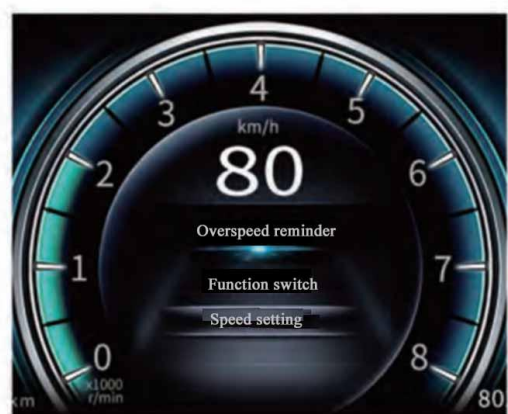 4
3
5
km/h
80
2
6
Overspeed reminder
1
7
Function switch
Speed setting
0
8
x1000
r/min
km
80